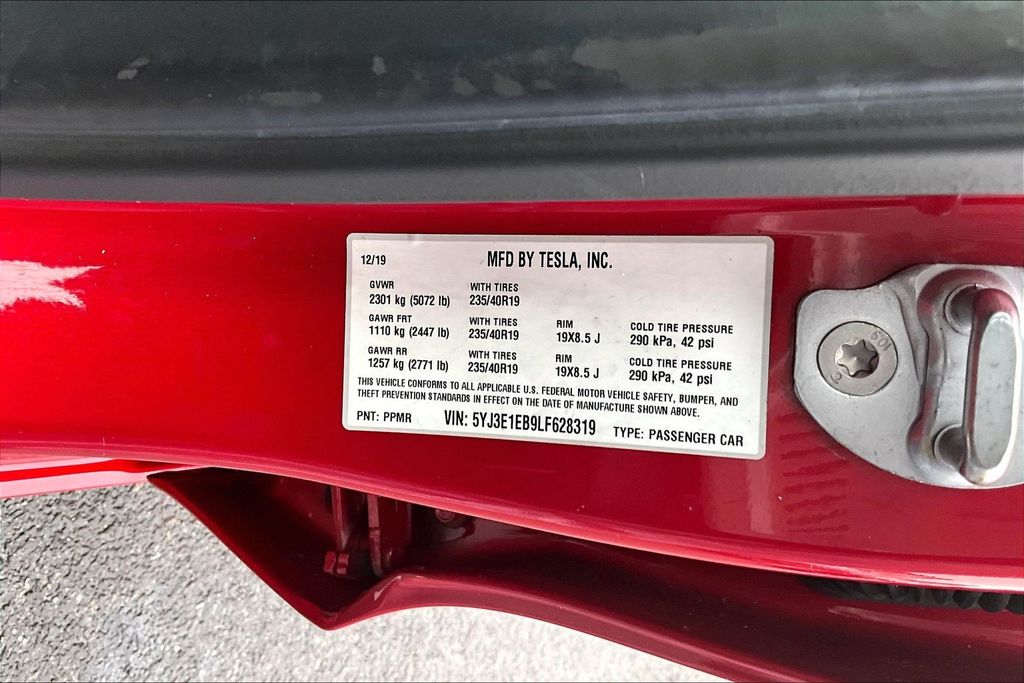 12/19 MFD BY TESLA, INC.
GVWR WITH TIRES
2301 kg (5072 lb) 235/40R19
GAWR FRT WITH TIRES RIM COLD TIRE PRESSURE
1110 kg (2447 lb) 235/40R19 19X8.5 J 290 kPa, 42 psi
GAWR RR WITH TIRES RIM COLD TIRE PRESSURE
1257 kg (2771 lb) 235/40R19 19X8.5 J 290 kPa, 42 psi
THIS VEHICLE CONFORMS TO ALL APPLICABLE U.S. FEDERAL MOTOR VEHICLE SAFETY, BUMPER, AND
THEFT PREVENTION STANDARDS IN EFFECT ON THE DATE OF MANUFACTURE SHOWN ABOVE.
PNT: PPMR VIN: 5YJ3E1EB9LF628319 TYPE: PASSENGER CAR